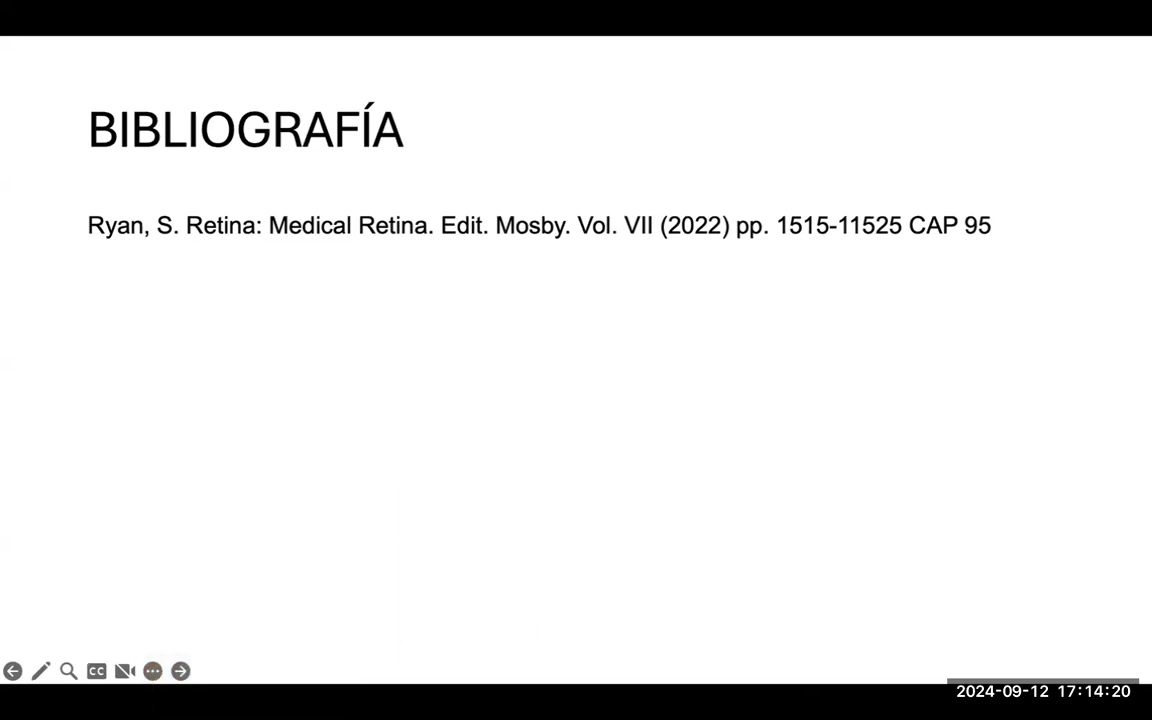 BIBLIOGRAFÍA
Ryan, S. Retina: Medical Retina. Edit. Mosby. Vol. VII (2022) pp. 1515-11525 CAP 95
CC
2024-09-12 17:14:20